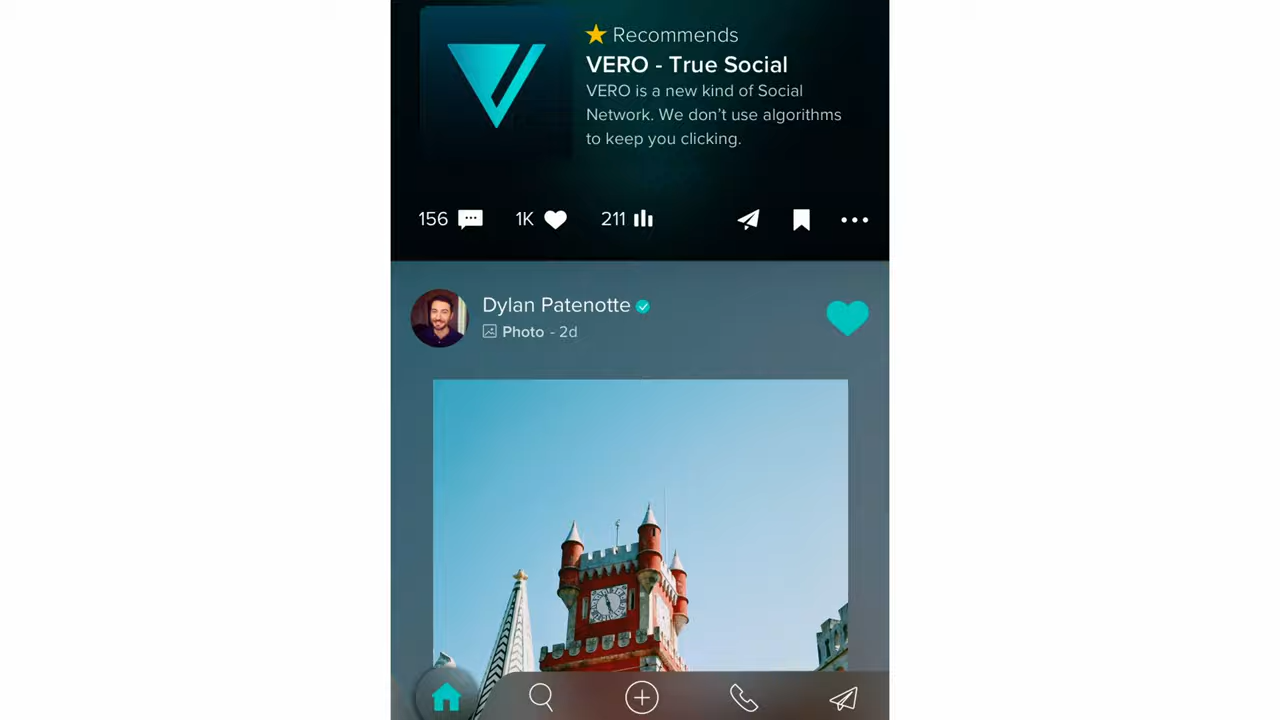 Recommends
VERO - True Social
VERO is a new kind of Social
Network. We don’t use algorithms
to keep you clicking.
156
1K
211
Dylan Patenotte
Photo - 2d